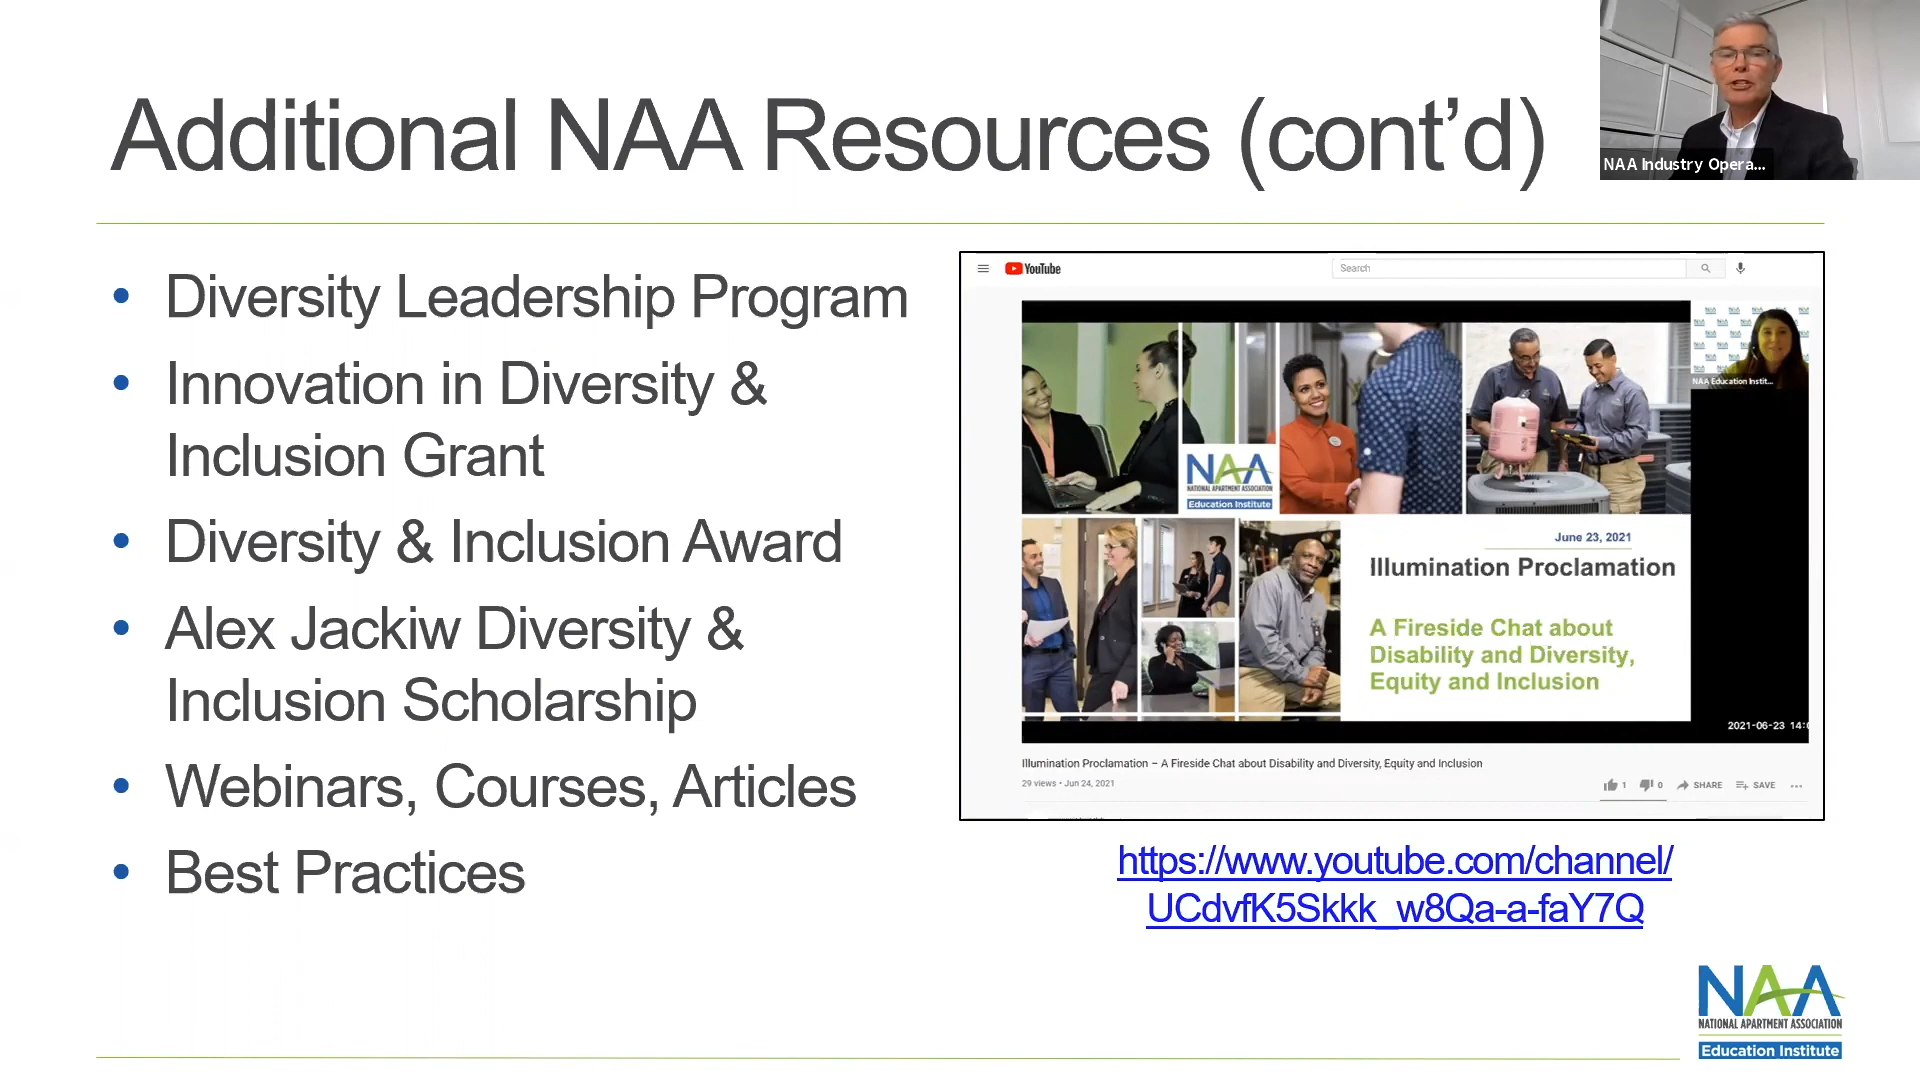 Additional NAA Resources (cont’d)
NAA Industry Opera...
• Diversity Leadership Program
• Innovation in Diversity &
Inclusion Grant
• Diversity & Inclusion Award
• Alex Jackiw Diversity &
Inclusion Scholarship
• Webinars, Courses, Articles
• Best Practices
YouTube
Search
NAA Education Instit...
NAA
NATIONAL APARTMENT ASSOCIATION
Education Institute
June 23, 2021
Illumination Proclamation
A Fireside Chat about
Disability and Diversity,
Equity and Inclusion
2021-06-23 14:
Illumination Proclamation – A Fireside Chat about Disability and Diversity, Equity and Inclusion
29 views • Jun 24, 2021
1 0 SHARE SAVE ...
https://www.youtube.com/channel/
UCdvfK5Skkk_w8Qa-a-faY7Q
NAA
NATIONAL APARTMENT ASSOCIATION
Education Institute